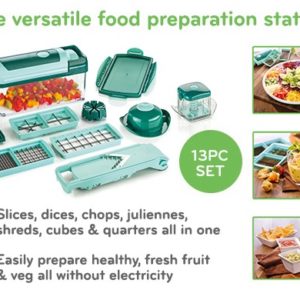 e versatile food preparation stat
13PC
SET
Slices, dices, chops, juliennes,
shreds, cubes & quarters all in one
Easily prepare healthy, fresh fruit
& veg all without electricity